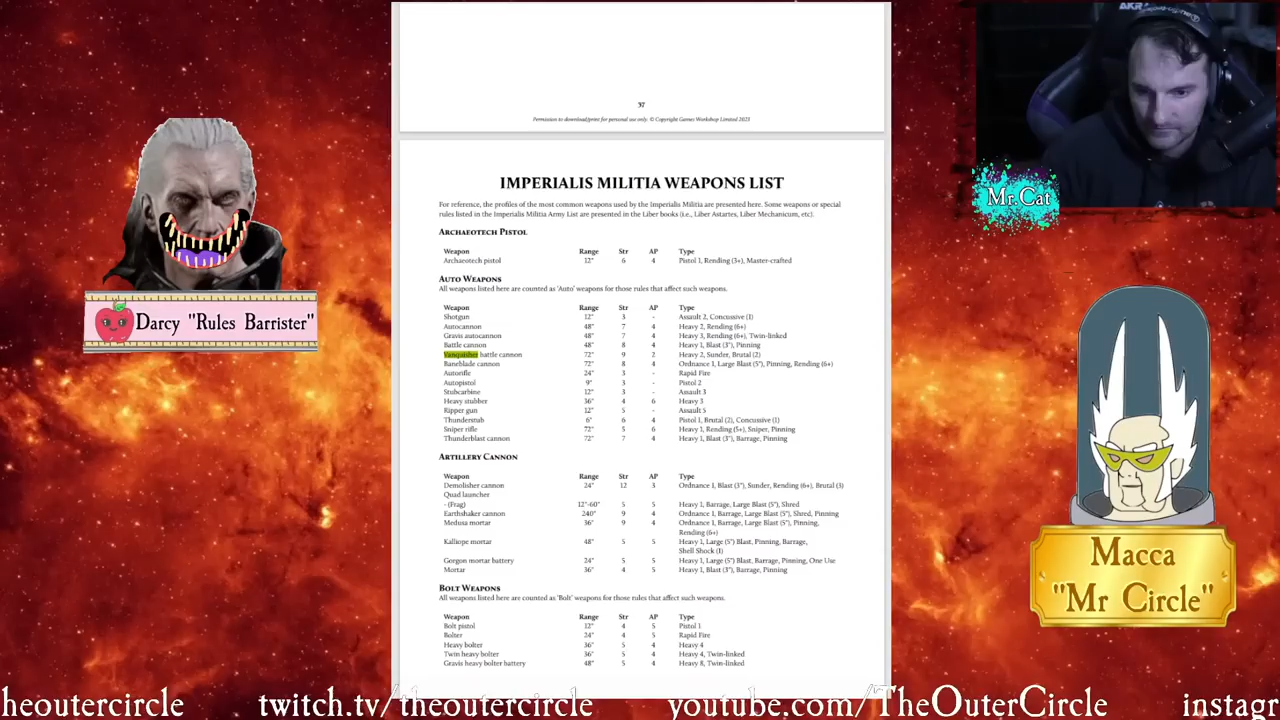 37
Permission to download/print for personal use only. © Copyright Games Workshop Limited 2023
IMPERIALIS MILITIA WEAPONS LIST
For reference, the profiles of the most common weapons used by the Imperialis Militia are presented here. Some weapons or special
rules listed in the Imperialis Militia Army List are presented in the Liber books (i.e., Liber Astartes, Liber Mechanicum, etc).
ARCHAEOTECH PISTOL
Weapon Range Str AP Type
Archaeotech pistol 12" 6 4 Pistol 1, Rending (3+), Master-crafted
AUTO WEAPONS
All weapons listed here are counted as 'Auto' weapons for those rules that affect such weapons.
Weapon Range Str AP Type
Shotgun 12" 3 - Assault 2, Concussive (1)
Autocannon 48" 7 4 Heavy 2, Rending (6+)
Gravis autocannon 48" 7 4 Heavy 3, Rending (6+), Twin-linked
Battle cannon 48" 8 4 Heavy 1, Blast (3"), Pinning
Vanquisher battle cannon 72" 9 2 Heavy 2, Sunder, Brutal (2)
Baneblade cannon 72" 8 4 Ordnance 1, Large Blast (5"), Pinning, Rending (6+)
Autorifle 24" 3 - Rapid Fire
Autopistol 9" 3 - Pistol 2
Stubcarbine 12" 3 - Assault 3
Heavy stubber 36" 4 6 Heavy 3
Ripper gun 12" 5 - Assault 5
Thunderstub 6" 6 4 Pistol 1, Brutal (2), Concussive (1)
Sniper rifle 72" 5 6 Heavy 1, Rending (5+), Sniper, Pinning
Thunderblast cannon 72" 7 4 Heavy 1, Blast (3"), Barrage, Pinning
ARTILLERY CANNON
Weapon Range Str AP Type
Demolisher cannon 24" 12 3 Ordnance 1, Blast (3"), Sunder, Rending (6+), Brutal (3)
Quad launcher
- (Frag) 12"-60" 5 5 Heavy 1, Barrage, Large Blast (5"), Shred
Earthshaker cannon 240" 9 4 Ordnance 1, Barrage, Large Blast (5"), Shred, Pinning
Medusa mortar 36" 9 4 Ordnance 1, Barrage, Large Blast (5"), Pinning,
Rending (6+)
Kalliope mortar 48" 5 5 Heavy 1, Large (5") Blast, Pinning, Barrage,
Shell Shock (1)
Gorgon mortar battery 24" 5 5 Heavy 1, Large (5") Blast, Barrage, Pinning, One Use
Mortar 36" 4 5 Heavy 1, Blast (3"), Barrage, Pinning
BOLT WEAPONS
All weapons listed here are counted as 'Bolt' weapons for those rules that affect such weapons.
Weapon Range Str AP Type
Bolt pistol 12" 4 5 Pistol 1
Bolter 24" 4 5 Rapid Fire
Heavy bolter 36" 5 4 Heavy 4
Twin heavy bolter 36" 5 4 Heavy 4, Twin-linked
Gravis heavy bolter battery 48" 5 4 Heavy 8, Twin-linked
Darcy "Rules Barrister"
Mr.Cat
Macca
"Mr Circle"
theoutercircle twitch.tv/theoutercircle youtube.com/TheOuterCircle instagr